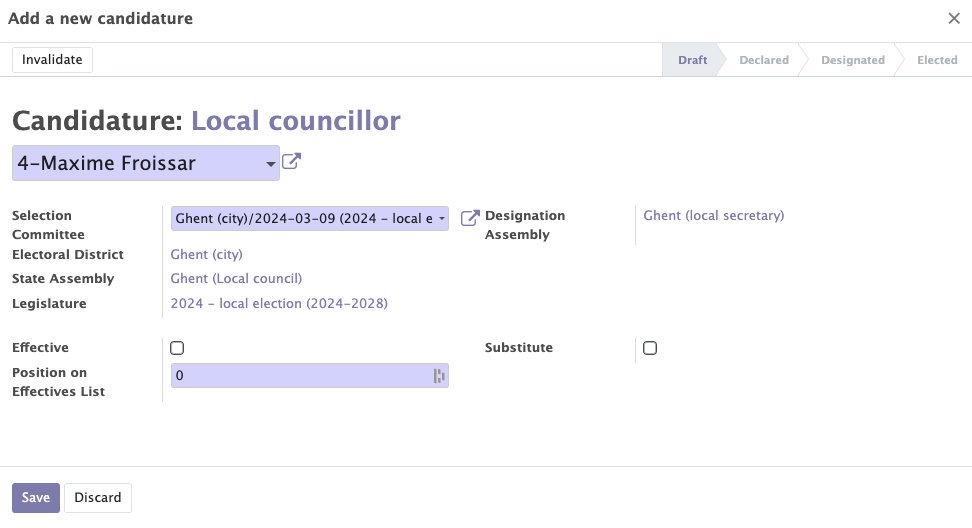 Add a new candidature
Invalidate
Draft
Declared
Designated
Elected
Candidature: Local councillor
4-Maxime Froissar
Selection
Committee
Ghent (city)/2024-03-09 (2024 - local e
Designation
Assembly
Ghent (local secretary)
Electoral District
Ghent (city)
State Assembly
Ghent (Local council)
Legislature
2024 - local election (2024-2028)
Effective
Substitute
Position on
Effectives List
0
Save
Discard